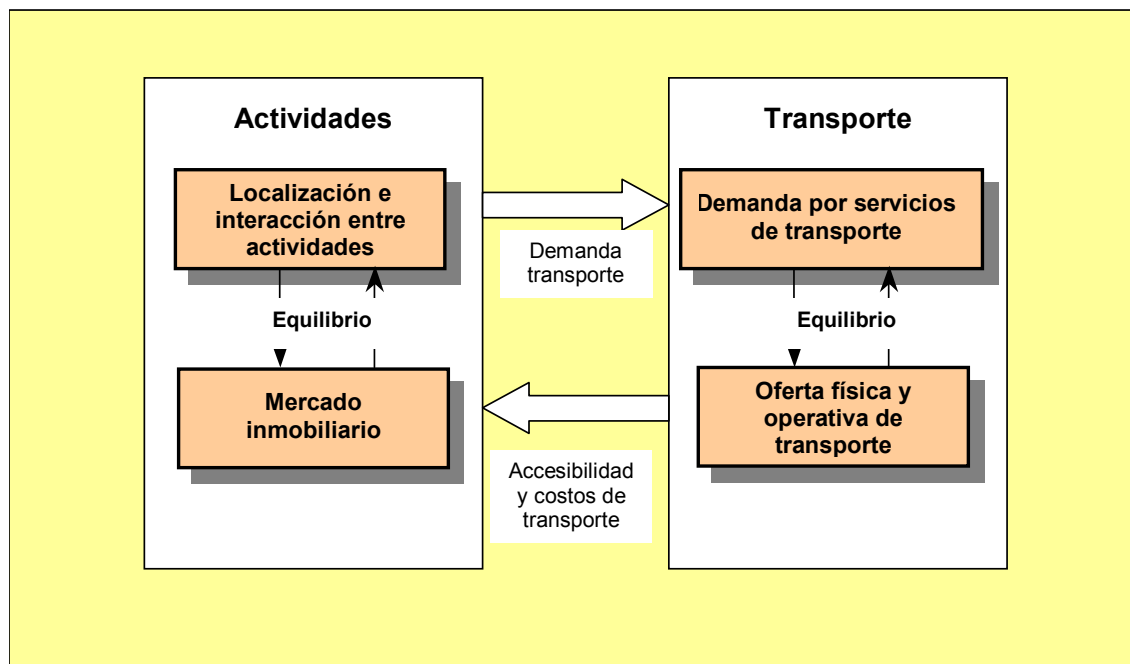 Actividades
Localización e
interacción entre
actividades
Equilibrio
Mercado
inmobiliario
Demanda
transporte
Accesibilidad
y costos de
transporte
Transporte
Demanda por servicios
de transporte
Equilibrio
Oferta física y
operativa de
transporte